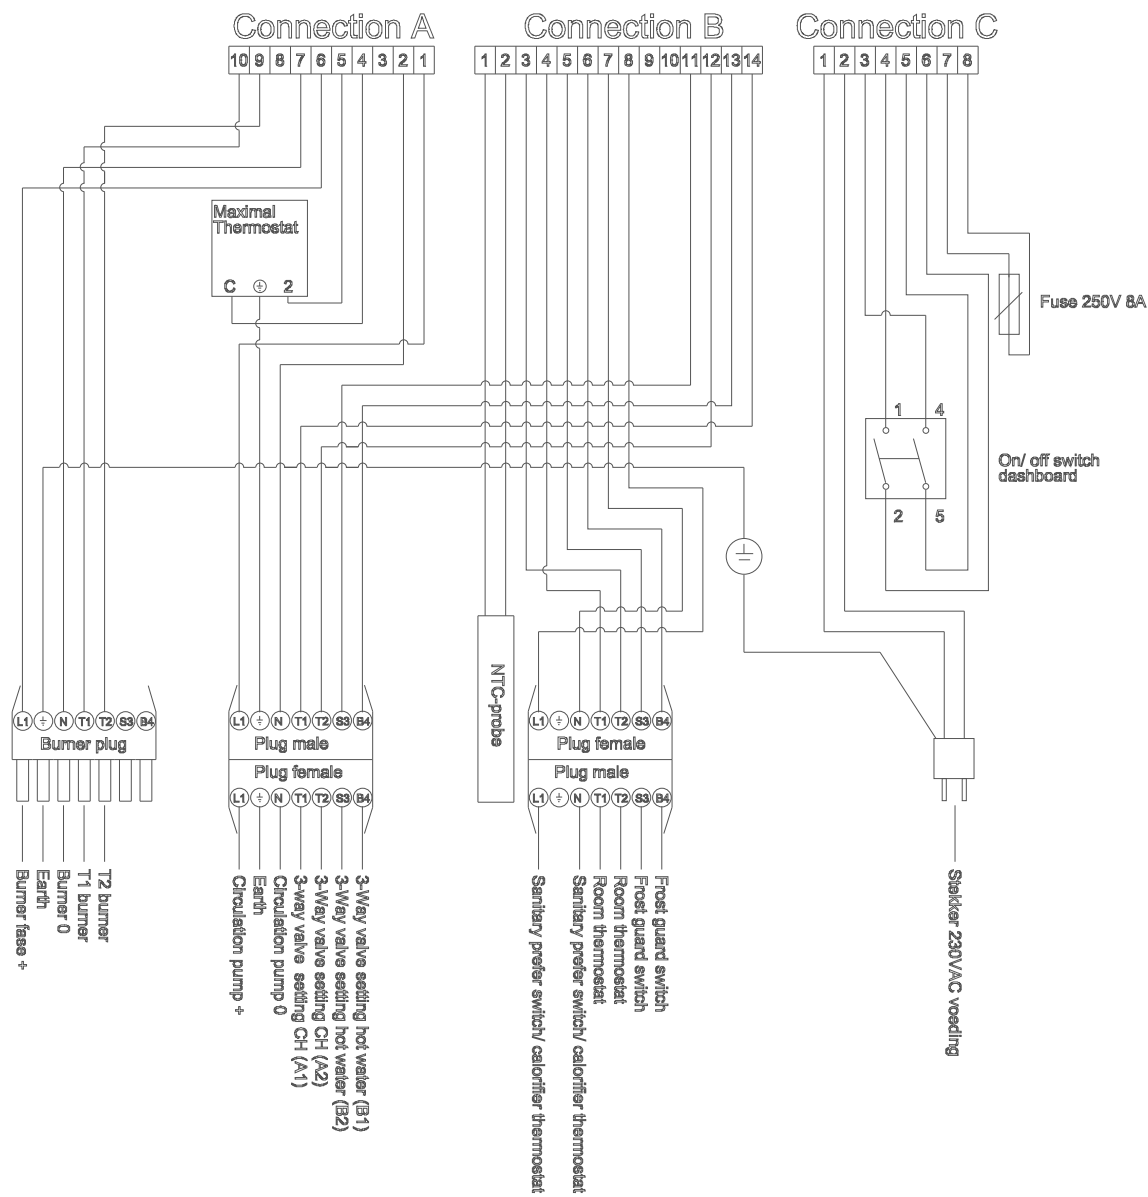 Connection A
Connection B
Connection C
10 9 8 7 6 5 4 3 2 1
1 2 3 4 5 6 7 8 9 10 11 12 13 14
1 2 3 4 5 6 7 8
Maximal
Thermostat
C 2
Fuse 250V 8A
1 4
On/ off switch
dashboard
2 5
NTC-probe
L1 N T1 T2 S3 B4
Burner plug
L1 N T1 T2 S3 B4
Plug male
Plug female
L1 N T1 T2 S3 B4
L1 N T1 T2 S3 B4
Plug female
Plug male
L1 N T1 T2 S3 B4
Burner fase +
Earth
Burner 0
T1 burner
T2 burner
Circulation pump +
Earth
Circulation pump 0
3-way valve setting CH (A1)
3-Way valve setting CH (A2)
3-Way valve setting hot water (B2)
3-Way valve setting hot water (B1)
Sanitary prefer switch/ calorifier thermostat
Sanitary prefer switch/ calorifier thermostat
Room thermostat
Room thermostat
Frost guard switch
Frost guard switch
Stekker 230VAC voeding